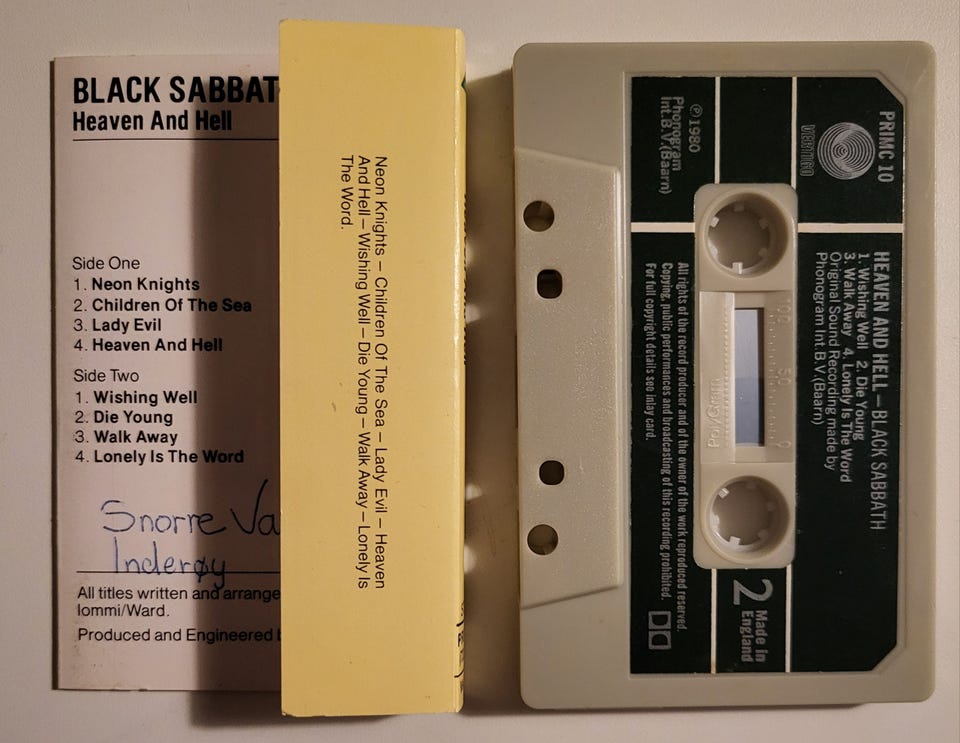 BLACK SABBAT
Heaven And Hell
Side One
1. Neon Knights
2. Children Of The Sea
3. Lady Evil
4. Heaven And Hell
Side Two
1. Wishing Well
2. Die Young
3. Walk Away
4. Lonely Is The Word
Snorre Va
Inderøy
All titles written and arrange
Iommi/Ward.
Produced and Engineered b
Neon Knights – Children Of The Sea – Lady Evil – Heaven
And Hell – Wishing Well – Die Young – Walk Away – Lonely Is
The Word.
PRIMC 10
VERTIGO
℗1980
Phonogram
Int.B.V.(Baarn)
HEAVEN AND HELL – BLACK SABBATH
1. Wishing Well 2. Die Young
3. Walk Away 4. Lonely Is The Word
Original Sound Recording made by
Phonogram Int.B.V.(Baarn)
100 50 0
PolyGram
2
Made in
England
All rights of the record producer and of the owner of the work reproduced reserved.
Copying, public performances and broadcasting of this recording prohibited.
For full copyright details see inlay card.